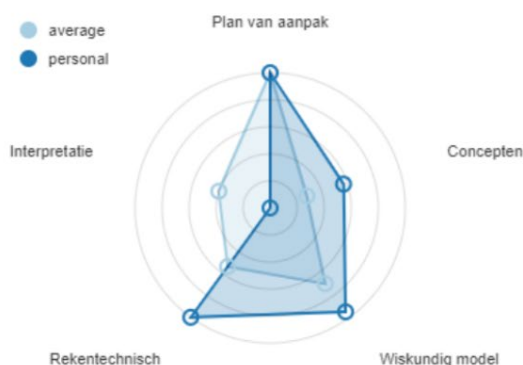 Plan van aanpak
average
personal
Interpretatie
Concepten
Rekentechnisch
Wiskundig model